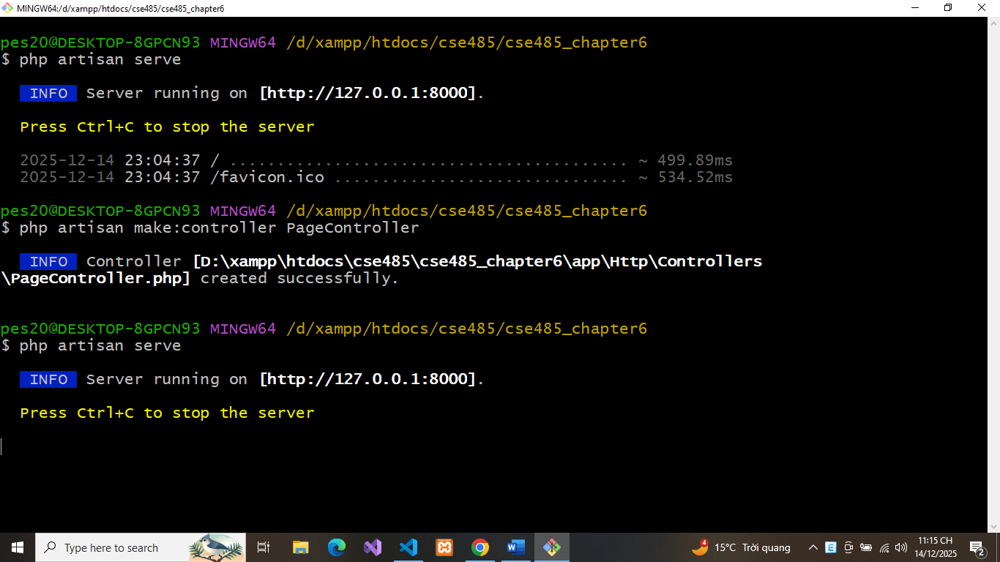 MINGW64:/d/xampp/htdocs/cse485/cse485_chapter6
pes20@DESKTOP-8GPCN93 MINGW64 /d/xampp/htdocs/cse485/cse485_chapter6
$ php artisan serve
INFO Server running on [http://127.0.0.1:8000].
Press Ctrl+C to stop the server
2025-12-14 23:04:37 / .......................................... ~ 499.89ms
2025-12-14 23:04:37 /favicon.ico ............................... ~ 534.52ms
pes20@DESKTOP-8GPCN93 MINGW64 /d/xampp/htdocs/cse485/cse485_chapter6
$ php artisan make:controller PageController
INFO Controller [D:\xampp\htdocs\cse485\cse485_chapter6\app\Http\Controllers
\PageController.php] created successfully.
pes20@DESKTOP-8GPCN93 MINGW64 /d/xampp/htdocs/cse485/cse485_chapter6
$ php artisan serve
INFO Server running on [http://127.0.0.1:8000].
Press Ctrl+C to stop the server
Type here to search
4
15°C Trời quang
E
11:15 CH
14/12/2025
2